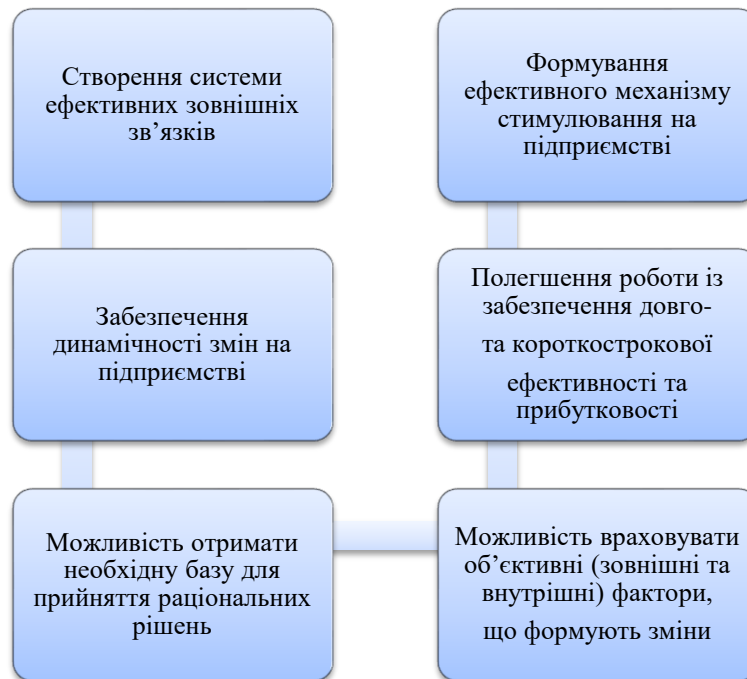 Створення системи
ефективних зовнішніх
зв’язків
Забезпечення
динамічності змін на
підприємстві
Можливість отримати
необхідну базу для
прийняття раціональних
рішень
Можливість враховувати
об’єктивні (зовнішні та
внутрішні) фактори,
що формують зміни
Полегшення роботи із
забезпечення довго-
та короткострокової
ефективності та
прибутковості
Формування
ефективного механізму
стимулювання на
підприємстві